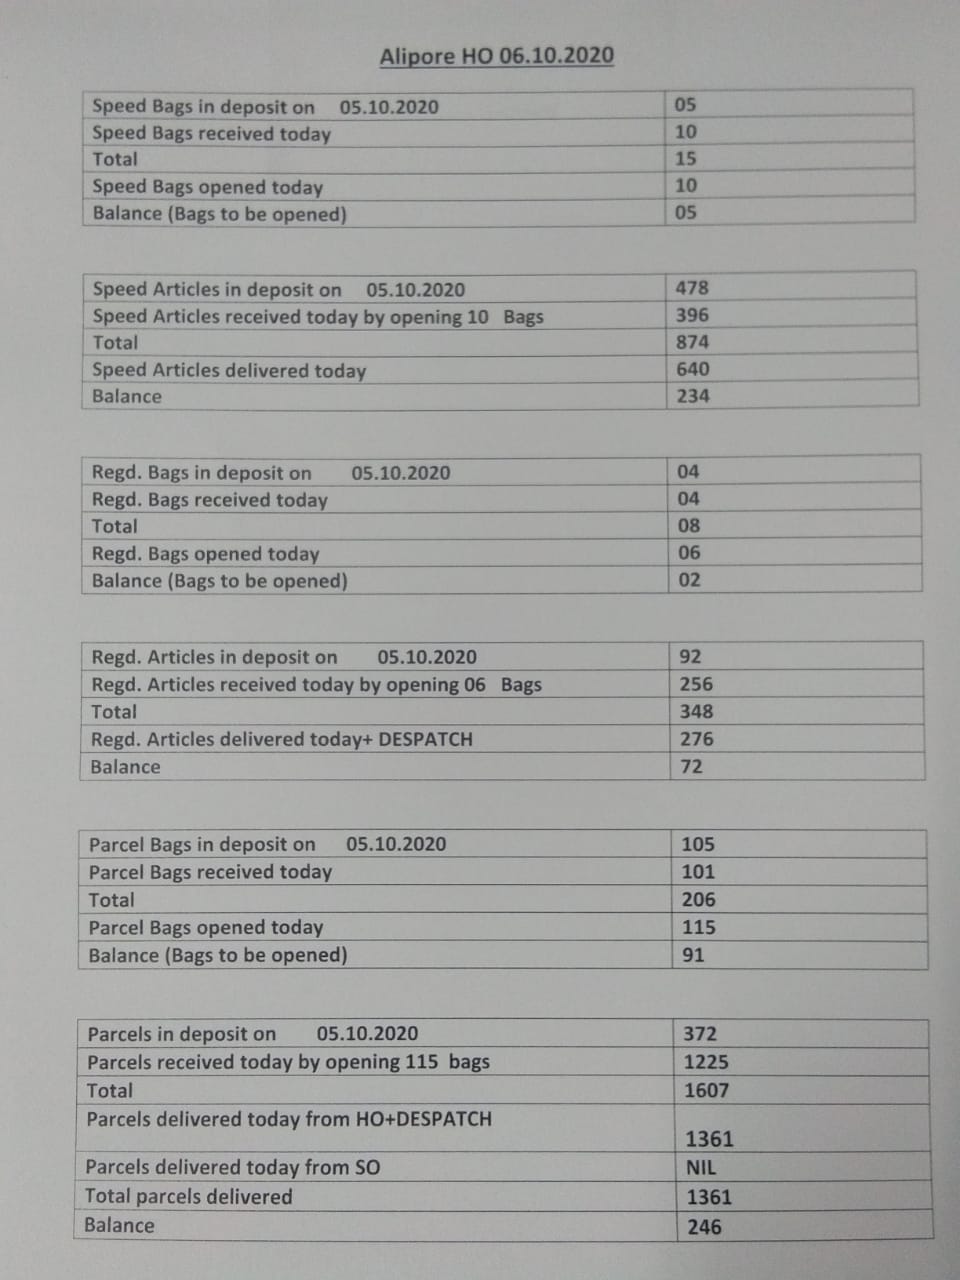 Alipore HO 06.10.2020
Speed Bags in deposit on 05.10.2020 05
Speed Bags received today 10
Total 15
Speed Bags opened today 10
Balance (Bags to be opened) 05
Speed Articles in deposit on 05.10.2020 478
Speed Articles received today by opening 10 Bags 396
Total 874
Speed Articles delivered today 640
Balance 234
Regd. Bags in deposit on 05.10.2020 04
Regd. Bags received today 04
Total 08
Regd. Bags opened today 06
Balance (Bags to be opened) 02
Regd. Articles in deposit on 05.10.2020 92
Regd. Articles received today by opening 06 Bags 256
Total 348
Regd. Articles delivered today+ DESPATCH 276
Balance 72
Parcel Bags in deposit on 05.10.2020 105
Parcel Bags received today 101
Total 206
Parcel Bags opened today 115
Balance (Bags to be opened) 91
Parcels in deposit on 05.10.2020 372
Parcels received today by opening 115 bags 1225
Total 1607
Parcels delivered today from HO+DESPATCH 1361
Parcels delivered today from SO NIL
Total parcels delivered 1361
Balance 246